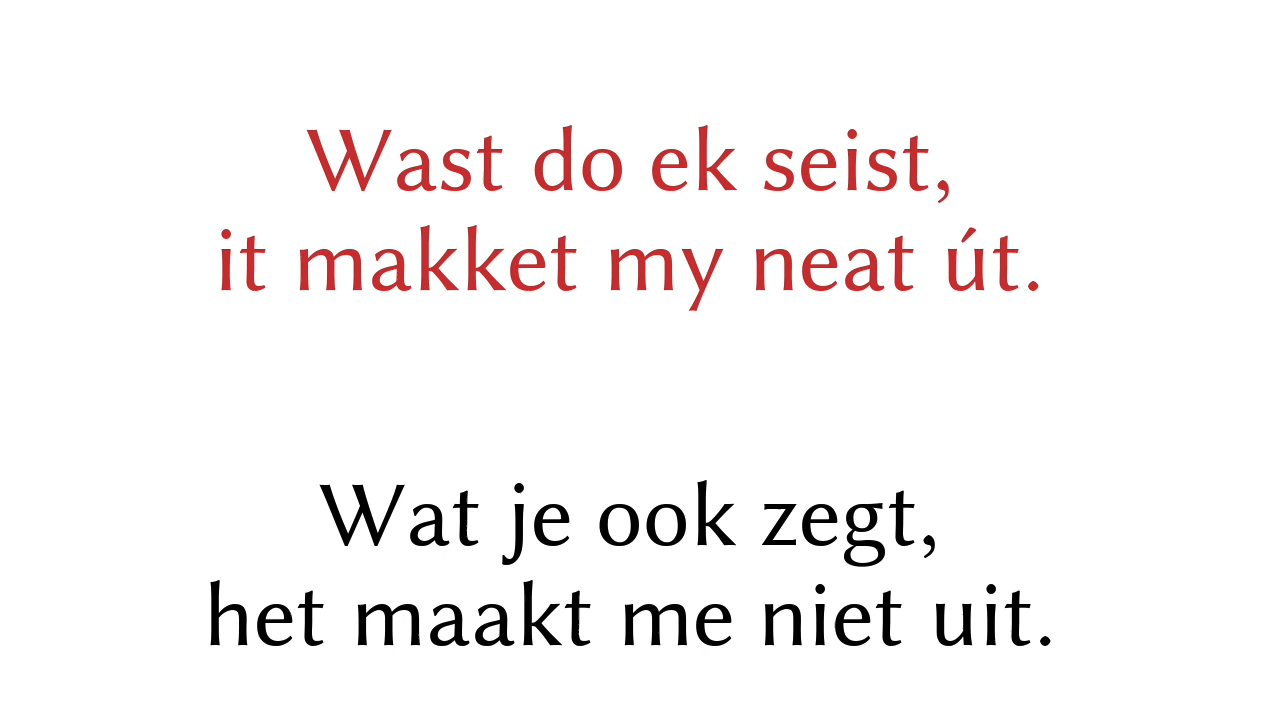 Wast do ek seist,
it makket my neat út.
Wat je ook zegt,
het maakt me niet uit.